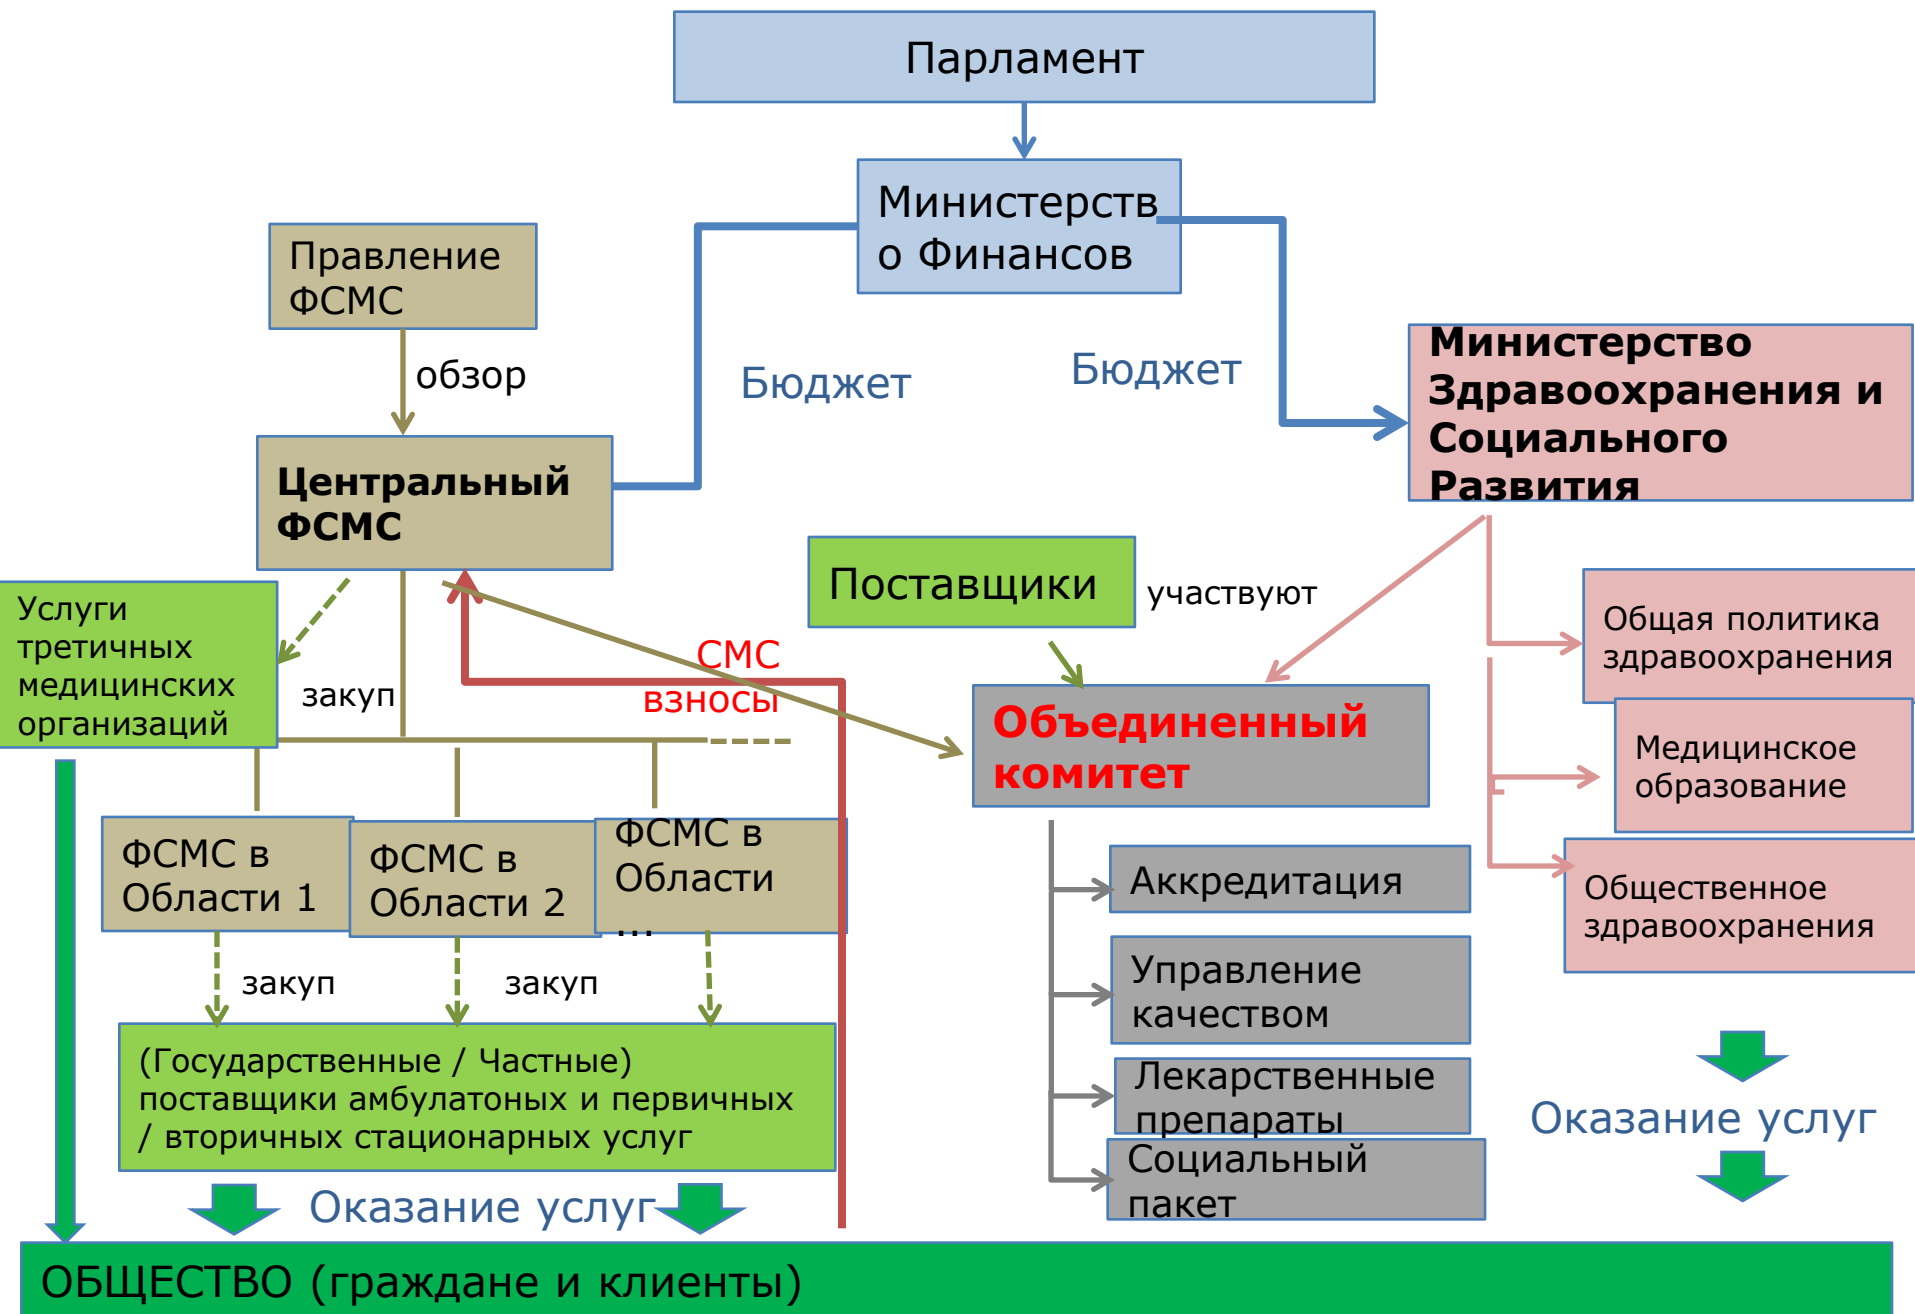 Парламент
Министерств
о Финансов
Правление
ФСМС
обзор
Бюджет
Бюджет
Министерство
Здравоохранения и
Социального
Развития
Центральный
ФСМС
Поставщики
участвуют
Услуги
третичных
медицинских
организаций
закуп
СМС
взносы
Общая политика
здравоохранения
Объединенный
комитет
Медицинское
образование
ФСМС в
Области 1
ФСМС в
Области 2
ФСМС в
Области
...
Аккредитация
Общественное
здравоохранения
закуп
закуп
Управление
качеством
(Государственные / Частные)
поставщики амбулатоных и первичных
/ вторичных стационарных услуг
Лекарственные
препараты
Социальный
пакет
Оказание услуг
Оказание услуг
ОБЩЕСТВО (граждане и клиенты)